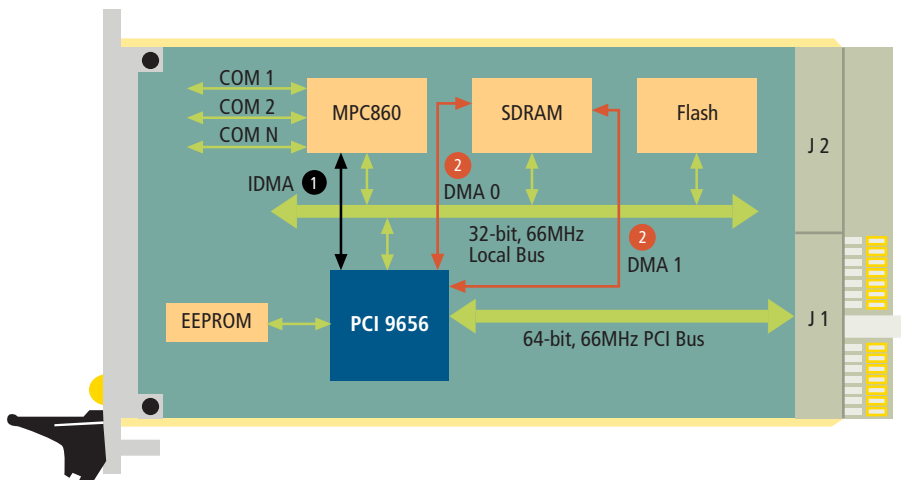 COM 1
COM 2
COM N
MPC860
SDRAM
Flash
J 2
IDMA 1
2
DMA 0
32-bit, 66MHz
Local Bus
2
DMA 1
EEPROM
PCI 9656
64-bit, 66MHz PCI Bus
J 1